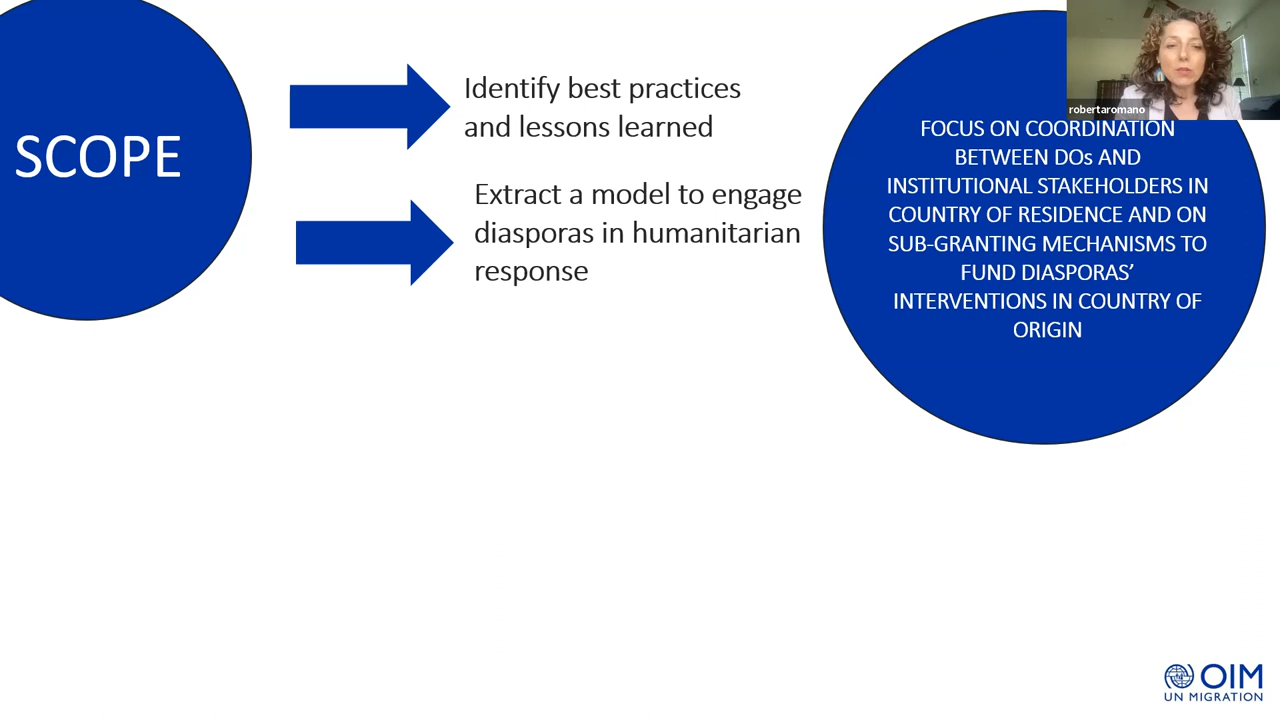 SCOPE
Identify best practices
and lessons learned
Extract a model to engage
diasporas in humanitarian
response
robertaromano
FOCUS ON COORDINATION
BETWEEN DOs AND
INSTITUTIONAL STAKEHOLDERS IN
COUNTRY OF RESIDENCE AND ON
SUB-GRANTING MECHANISMS TO
FUND DIASPORAS’
INTERVENTIONS IN COUNTRY OF
ORIGIN
OIM
UN MIGRATION